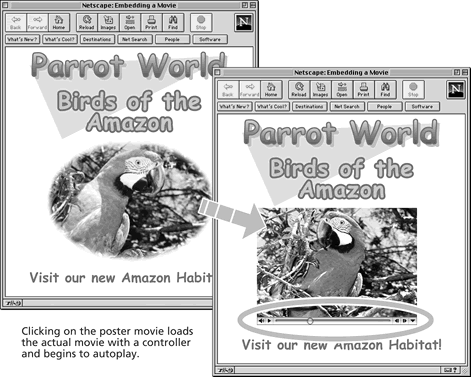 Netscape: Embedding a Movie
Back Forward Home Reload Images Open Print Find Stop
N
What's New? What's Cool? Destinations Net Search People Software
Parrot World
Birds of the
Amazon
Visit our new Amazon Habit
Netscape: Embedding a Movie
Back Forward Home Reload Images Open Print Find Stop
N
What's New? What's Cool? Destinations Net Search People Software
Parrot World
Birds of the
Amazon
Visit our new Amazon Habitat!
Clicking on the poster movie loads
the actual movie with a controller
and begins to autoplay.